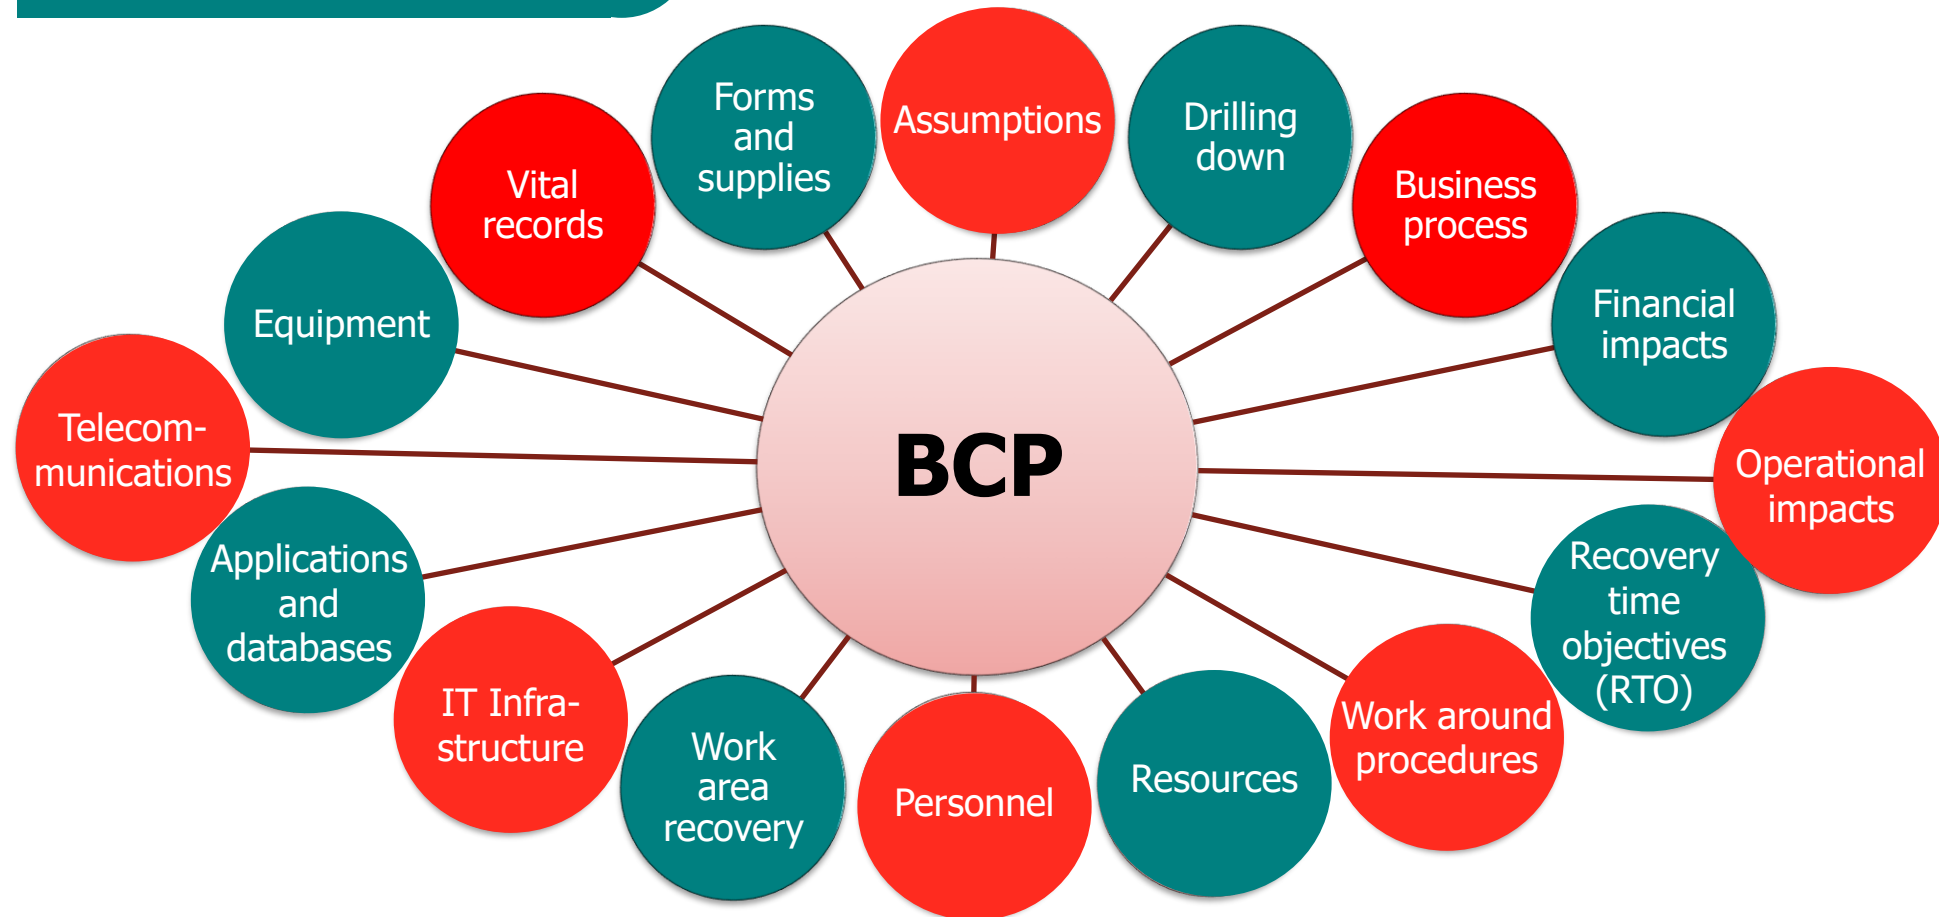 Assumptions
Drilling
down
Business
process
Financial
impacts
Operational
impacts
Recovery
time
objectives
(RTO)
Work around
procedures
Resources
Personnel
Work
area
recovery
IT Infra-
structure
Applications
and
databases
Telecom-
munications
Equipment
Vital
records
Forms
and
supplies
BCP